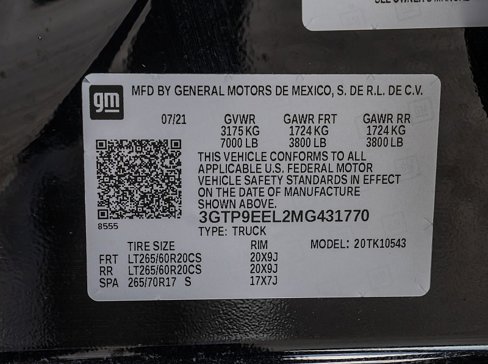 SEE OWNER'S MANUAL
gm
MFD BY GENERAL MOTORS DE MEXICO, S. DE R.L. DE C.V.
07/21 GVWR GAWR FRT GAWR RR
3175 KG 1724 KG 1724 KG
7000 LB 3800 LB 3800 LB
THIS VEHICLE CONFORMS TO ALL
APPLICABLE U.S. FEDERAL MOTOR
VEHICLE SAFETY STANDARDS IN EFFECT
ON THE DATE OF MANUFACTURE
SHOWN ABOVE.
3GTP9EEL2MG431770
8555
TYPE: TRUCK
TIRE SIZE RIM MODEL: 20TK10543
FRT LT265/60R20CS 20X9J
RR LT265/60R20CS 20X9J
SPA 265/70R17 S 17X7J